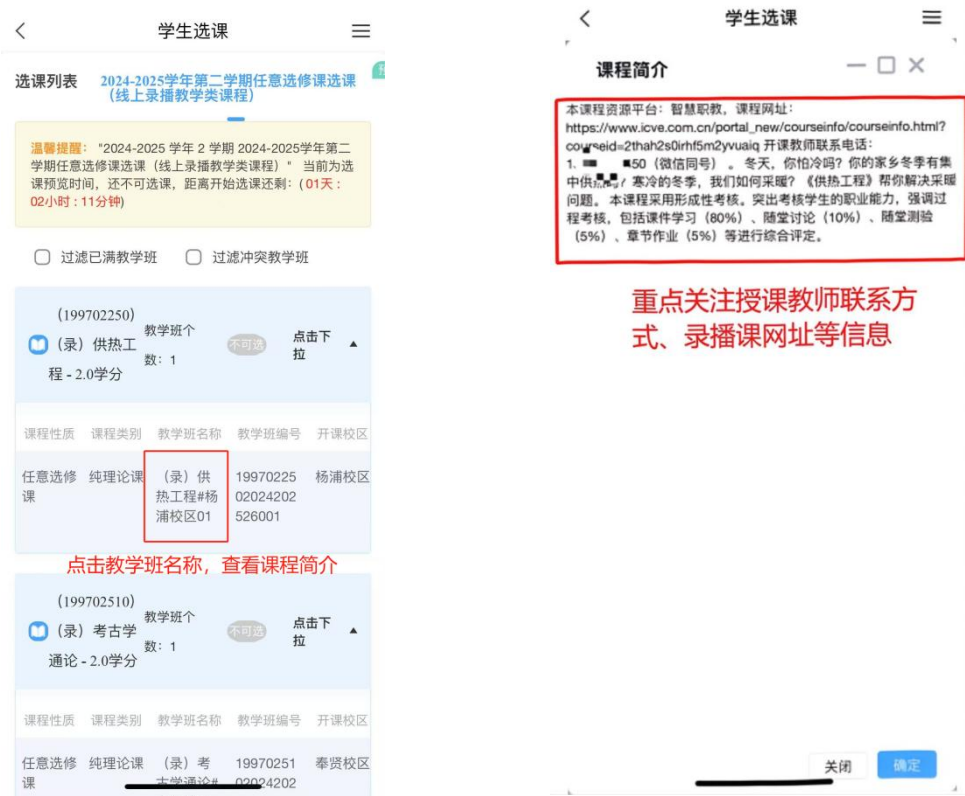 学生选课
选课列表
2024-2025学年第二学期任意选修课选课
（线上录播教学类课程）
温馨提醒："2024-2025 学年 2 学期 2024-2025学年第二
学期任意选修课选课（线上录播教学类课程）" 当前为选
课预览时间，还不可选课，距离开始选课还剩：(01天 :
02小时 : 11分钟)
过滤已满教学班 过滤冲突教学班
(199702250)
（录）供热工
程 - 2.0学分
教学班个
数：1
不可选
点击下
拉
课程性质 课程类别 教学班名称 教学班编号 开课校区
任意选修
课
纯理论课
（录）供
热工程#杨
浦校区01
19970225
02024202
526001
杨浦校区
点击教学班名称，查看课程简介
(199702510)
（录）考古学
通论 - 2.0学分
教学班个
数：1
不可选
点击下
拉
课程性质 课程类别 教学班名称 教学班编号 开课校区
任意选修
课
纯理论课
（录）考
古学通论#
19970251
02024202
奉贤校区
学生选课
课程简介
本课程资源平台：智慧职教，课程网址：
https://www.icve.com.cn/portal_new/courseinfo/courseinfo.html?
courseid=2thah2s0irhf5m2yvuaiq 开课教师联系电话：
1. 50（微信同号）。冬天，你怕冷吗？你的家乡冬季有集
中供热吗？寒冷的冬季，我们如何采暖？《供热工程》帮你解决采暖
问题。本课程采用形成性考核。突出考核学生的职业能力，强调过
程考核，包括课件学习（80%）、随堂讨论（10%）、随堂测验
（5%）、章节作业（5%）等进行综合评定。
重点关注授课教师联系方
式、录播课网址等信息
关闭
确定